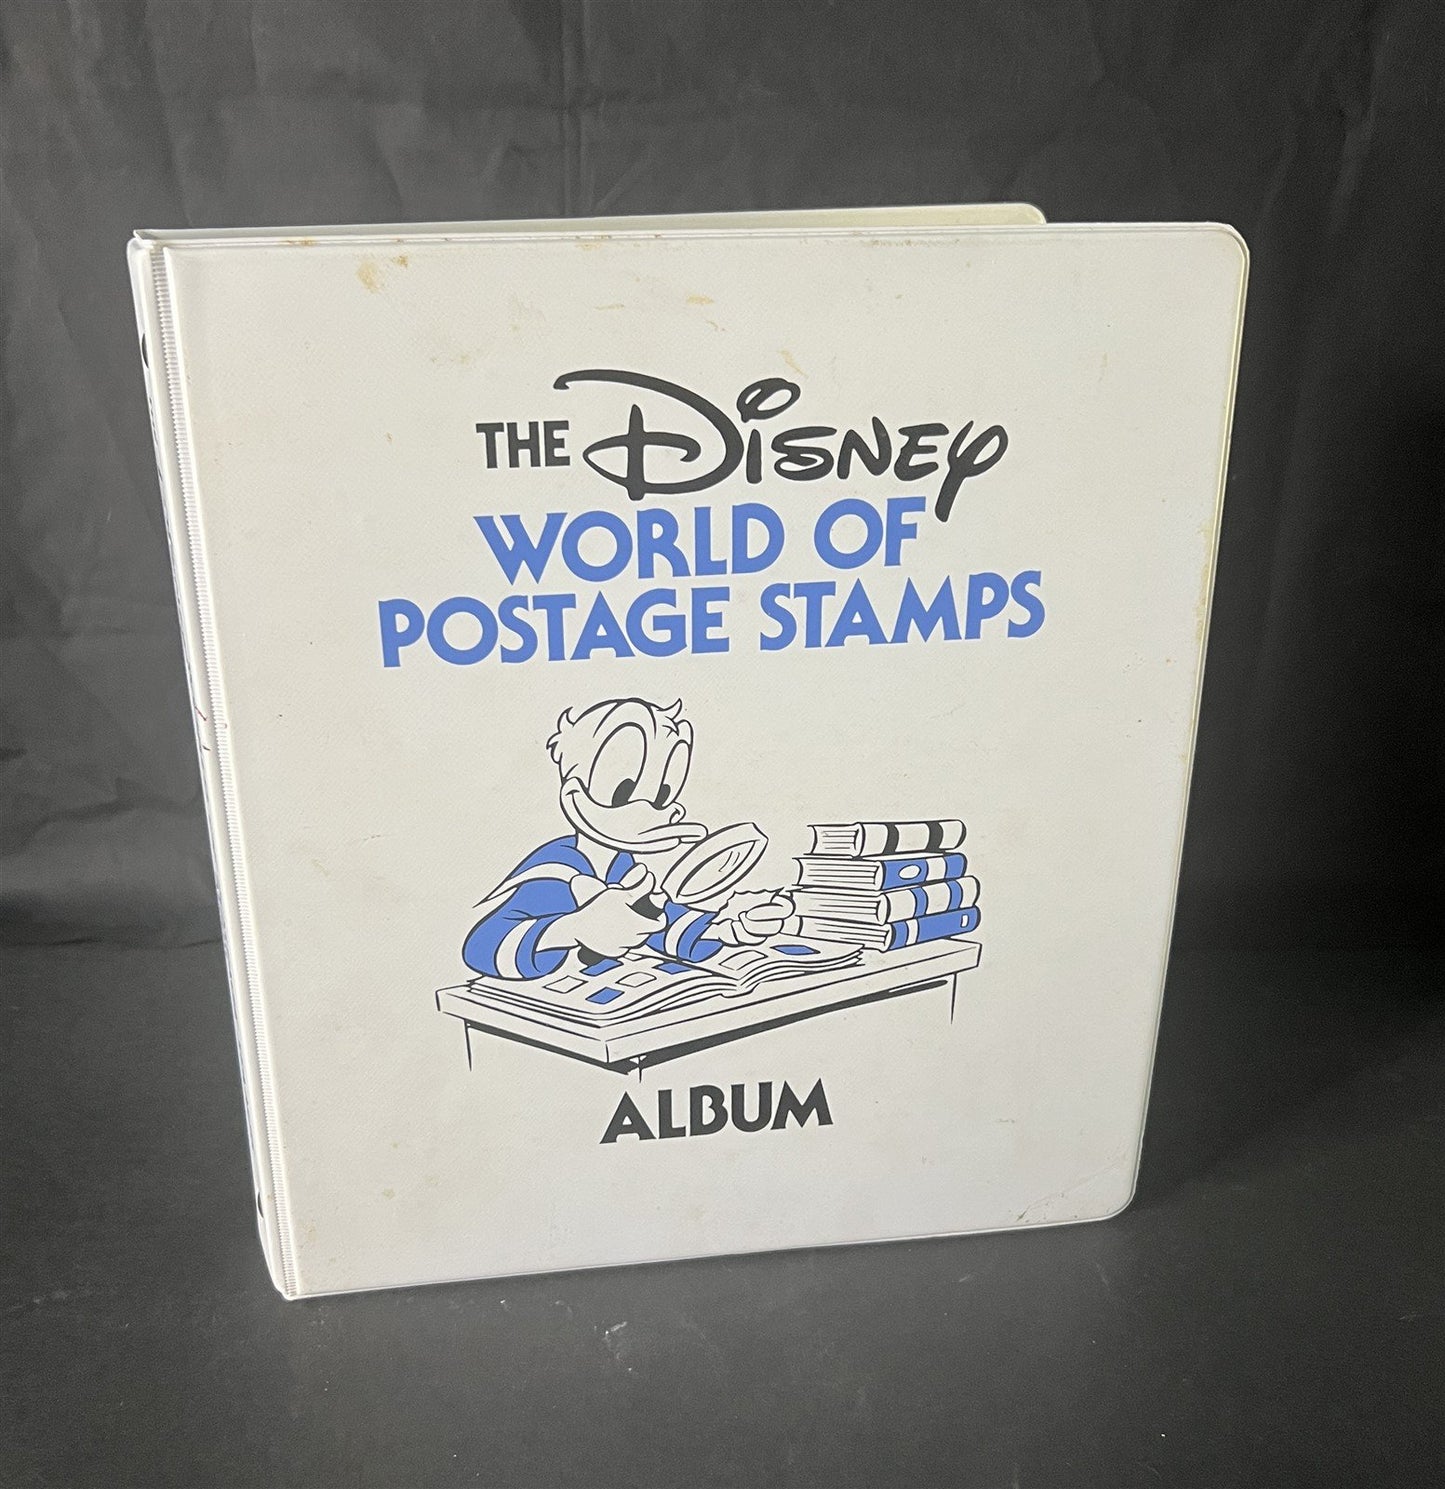 THE Disney
WORLD OF
POSTAGE STAMPS
ALBUM